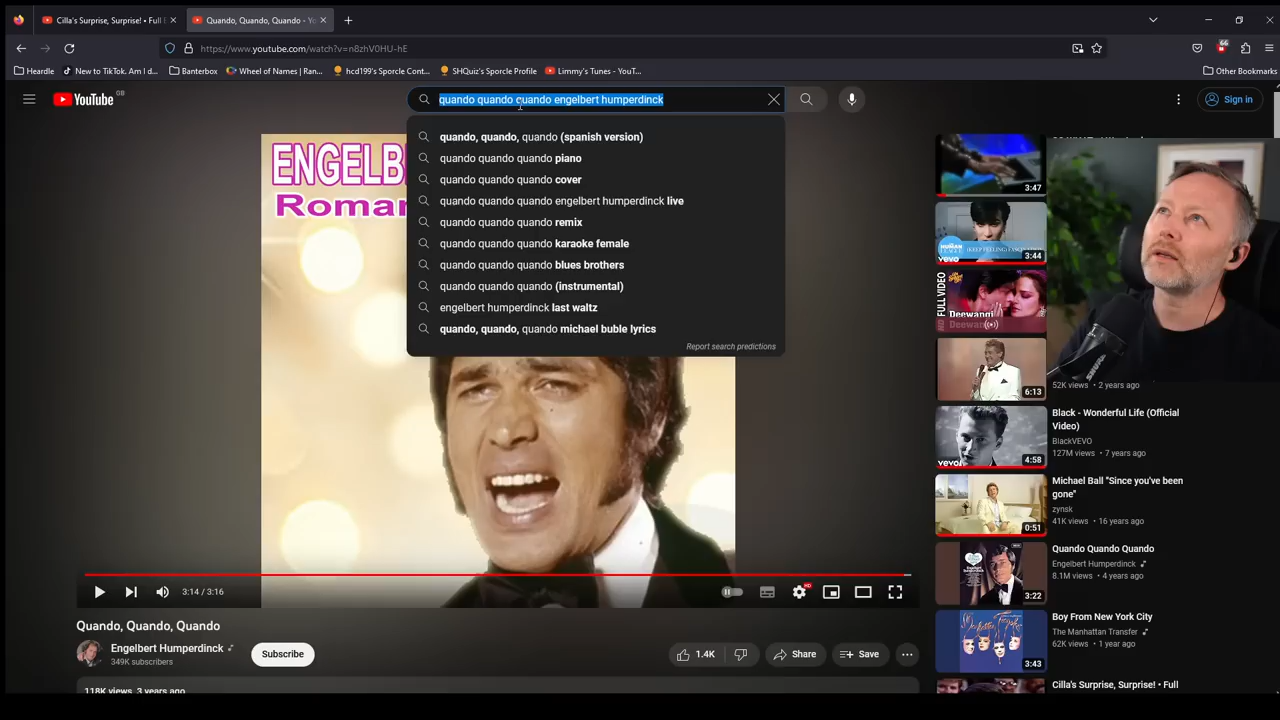 Cilla's Surprise, Surprise! • Full
Quando, Quando, Quando - Yo
https://www.youtube.com/watch?v=n8zhV0HU-hE
66
Heardle
New to TikTok, Am I d...
Banterbox
Wheel of Names | Ran...
hcd199's Sporcle Cont...
SHQuiz's Sporcle Profile
Limmy's Tunes - YouT...
Other Bookmarks
YouTube GB
quando quando quando engelbert humperdinck
Sign in
quando, quando, quando (spanish version)
quando quando quando piano
quando quando quando cover
quando quando quando engelbert humperdinck live
quando quando quando remix
quando quando quando karaoke female
quando quando quando blues brothers
quando quando quando (instrumental)
engelbert humperdinck last waltz
quando, quando, quando michael buble lyrics
Report search predictions
ENGELB
Roman
3:14 / 3:16
HD
Quando, Quando, Quando
Engelbert Humperdinck
349K subscribers
Subscribe
1.4K
Share
Save
118K views 3 years ago
3:47
HUMAN LEAGUE
(KEEP FEELING) FASCINATION
vevo
3:44
FULL VIDEO
Deewangi
6:13
52K views • 2 years ago
vevo
4:58
Black - Wonderful Life (Official
Video)
BlackVEVO
127M views • 7 years ago
0:51
Michael Ball "Since you've been
gone"
zynsk
41K views • 16 years ago
3:22
Quando Quando Quando
Engelbert Humperdinck
8.1M views • 4 years ago
3:43
Boy From New York City
The Manhattan Transfer
62K views • 1 year ago
Cilla's Surprise, Surprise! • Full